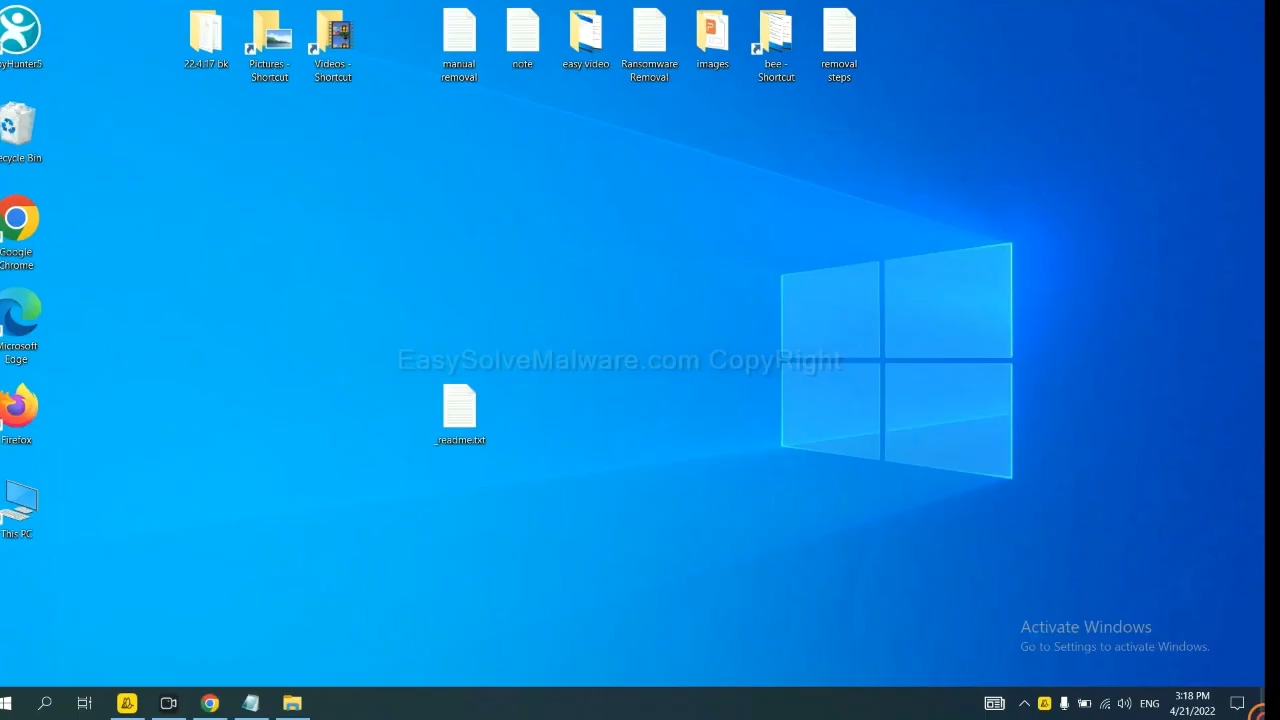 22.4.17 bk
Pictures -
Shortcut
Videos -
Shortcut
manual
removal
note
easy video
Ransomware
Removal
images
bee -
Shortcut
removal
steps
yHunter5
ecycle Bin
Google
Chrome
Microsoft
Edge
EasySolveMalware.com CopyRight
_readme.txt
Firefox
This PC
Activate Windows
Go to Settings to activate Windows.
ENG
3:18 PM
4/21/2022